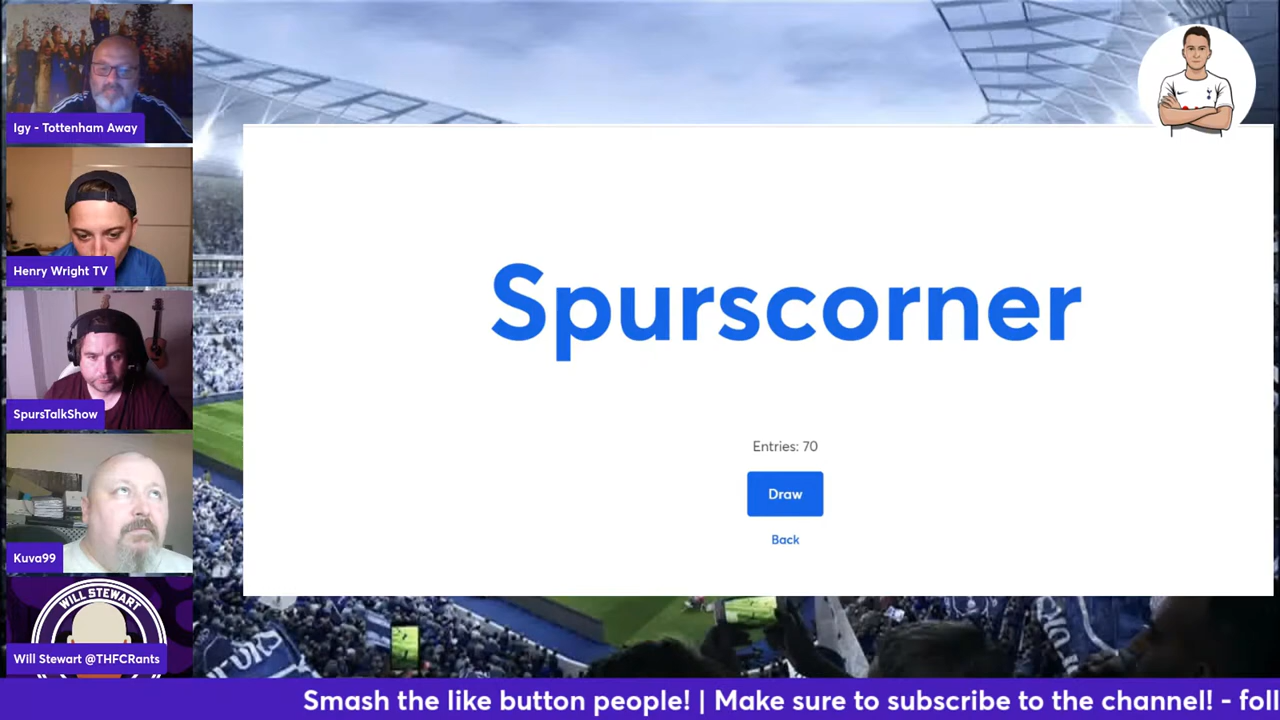 Igy - Tottenham Away
Henry Wright TV
SpursTalkShow
Kuva99
WILL STEWART
Will Stewart @THFCRants
Spurscorner
Entries: 70
Draw
Back
Smash the like button people! | Make sure to subscribe to the channel! - foll